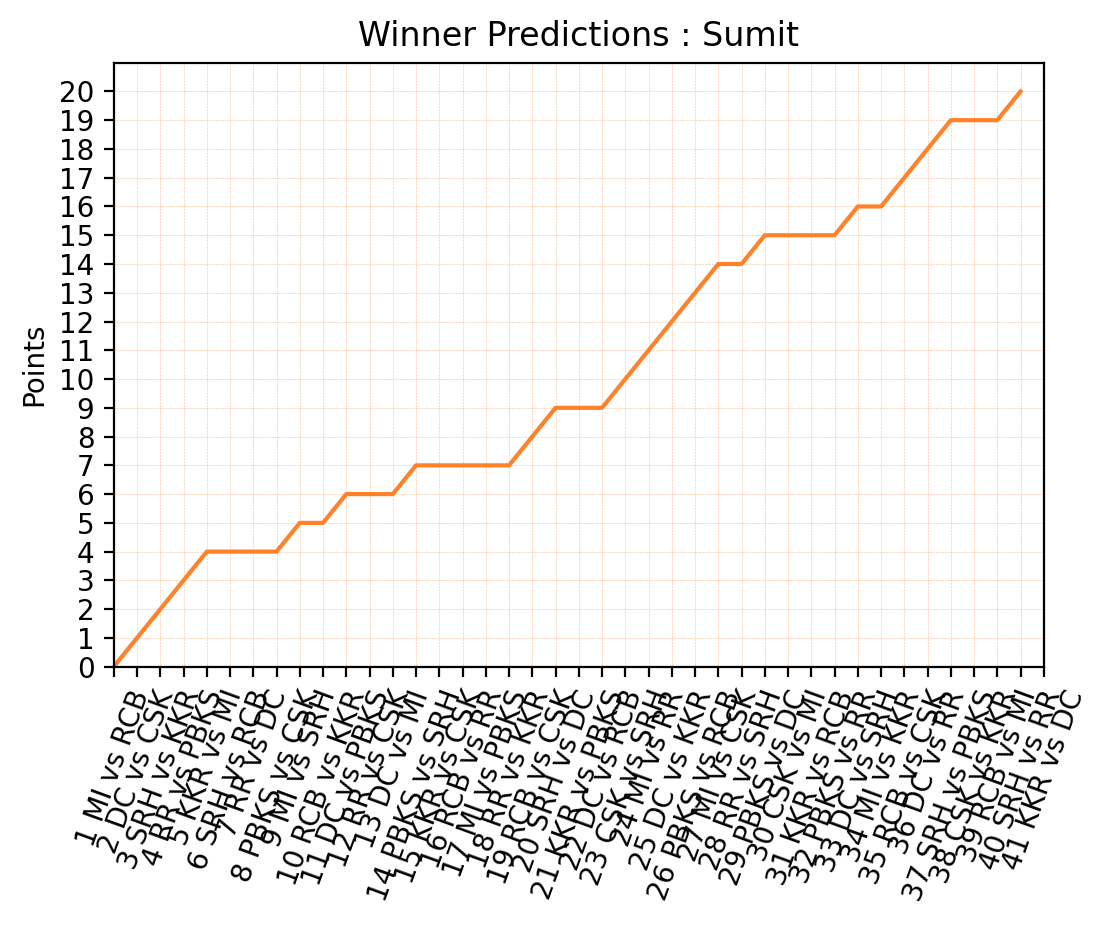 Winner Predictions : Sumit
Points
20
19
18
17
16
15
14
13
12
11
10
9
8
7
6
5
4
3
2
1
0
1 MI vs RCB
2 DC vs CSK
3 SRH vs KKR
4 RR vs PBKS
5 KKR vs MI
6 SRH vs RCB
7 RR vs DC
8 PBKS vs CSK
9 MI vs SRH
10 RCB vs KKR
11 DC vs PBKS
12 RR vs CSK
13 DC vs MI
14 PBKS vs SRH
15 KKR vs CSK
16 RCB vs RR
17 MI vs PBKS
18 RR vs KKR
19 RCB vs CSK
20 SRH vs DC
21 KKR vs PBKS
22 DC vs RCB
23 CSK vs SRH
24 MI vs RR
25 DC vs KKR
26 PBKS vs RCB
27 MI vs CSK
28 RR vs SRH
29 PBKS vs DC
30 CSK vs MI
31 KKR vs RCB
32 PBKS vs RR
33 DC vs SRH
34 MI vs KKR
35 RCB vs CSK
36 DC vs RR
37 SRH vs PBKS
38 CSK vs KKR
39 RCB vs MI
40 SRH vs RR
41 KKR vs DC